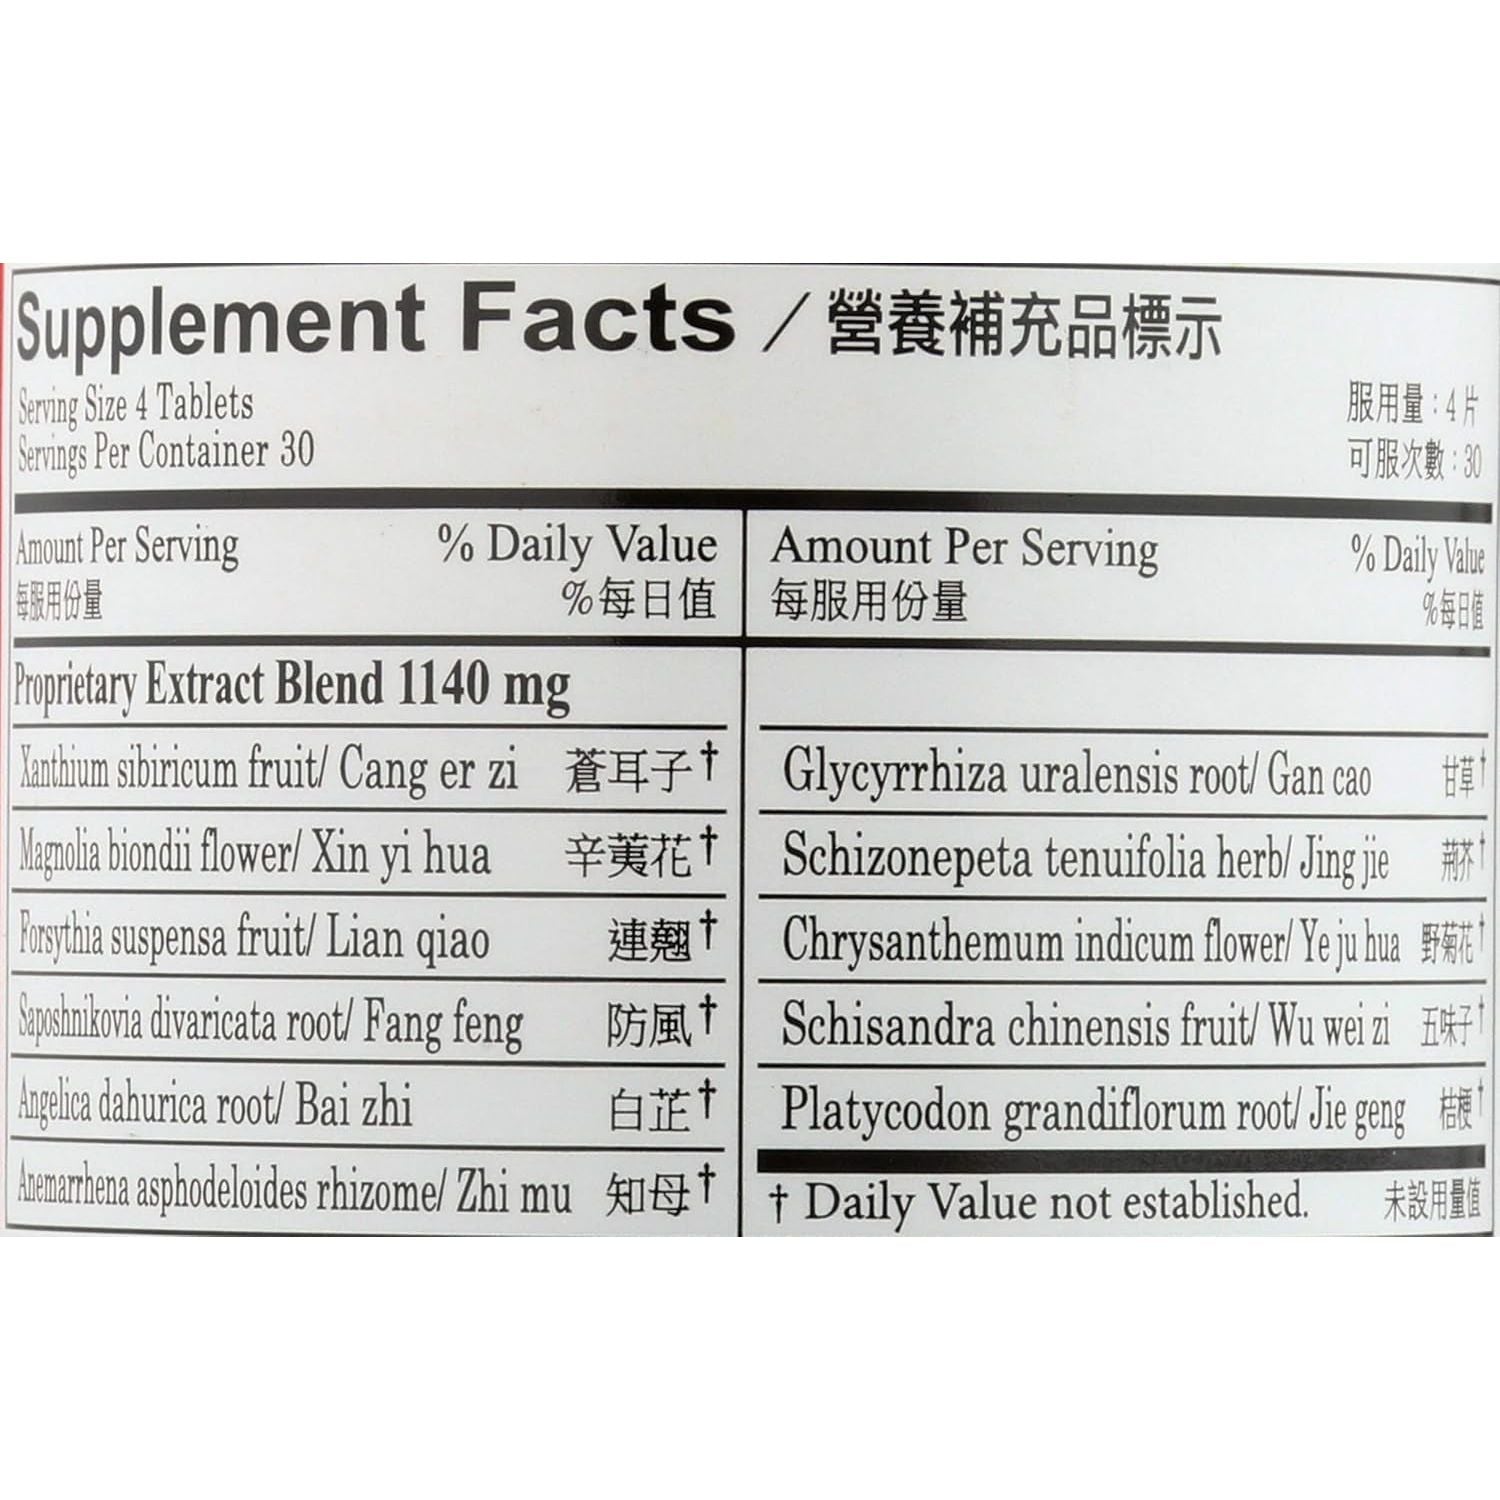 Supplement Facts / 營養補充品標示
Serving Size 4 Tablets
Servings Per Container 30
服用量：4片
可服次數：30
Amount Per Serving % Daily Value
每服用份量 %每日值
Proprietary Extract Blend 1140 mg
Xanthium sibiricum fruit/ Cang er zi 蒼耳子†
Magnolia biondii flower/ Xin yi hua 辛荑花†
Forsythia suspensa fruit/ Lian qiao 連翹†
Saposhnikovia divaricata root/ Fang feng 防風†
Angelica dahurica root/ Bai zhi 白芷†
Anemarrhena asphodeloides rhizome/ Zhi mu 知母†
Amount Per Serving % Daily Value
每服用份量 %每日值
Glycyrrhiza uralensis root/ Gan cao 甘草†
Schizonepeta tenuifolia herb/ Jing jie 荊芥†
Chrysanthemum indicum flower/ Ye ju hua 野菊花†
Schisandra chinensis fruit/ Wu wei zi 五味子†
Platycodon grandiflorum root/ Jie geng 桔梗†
† Daily Value not established. 未設用量值